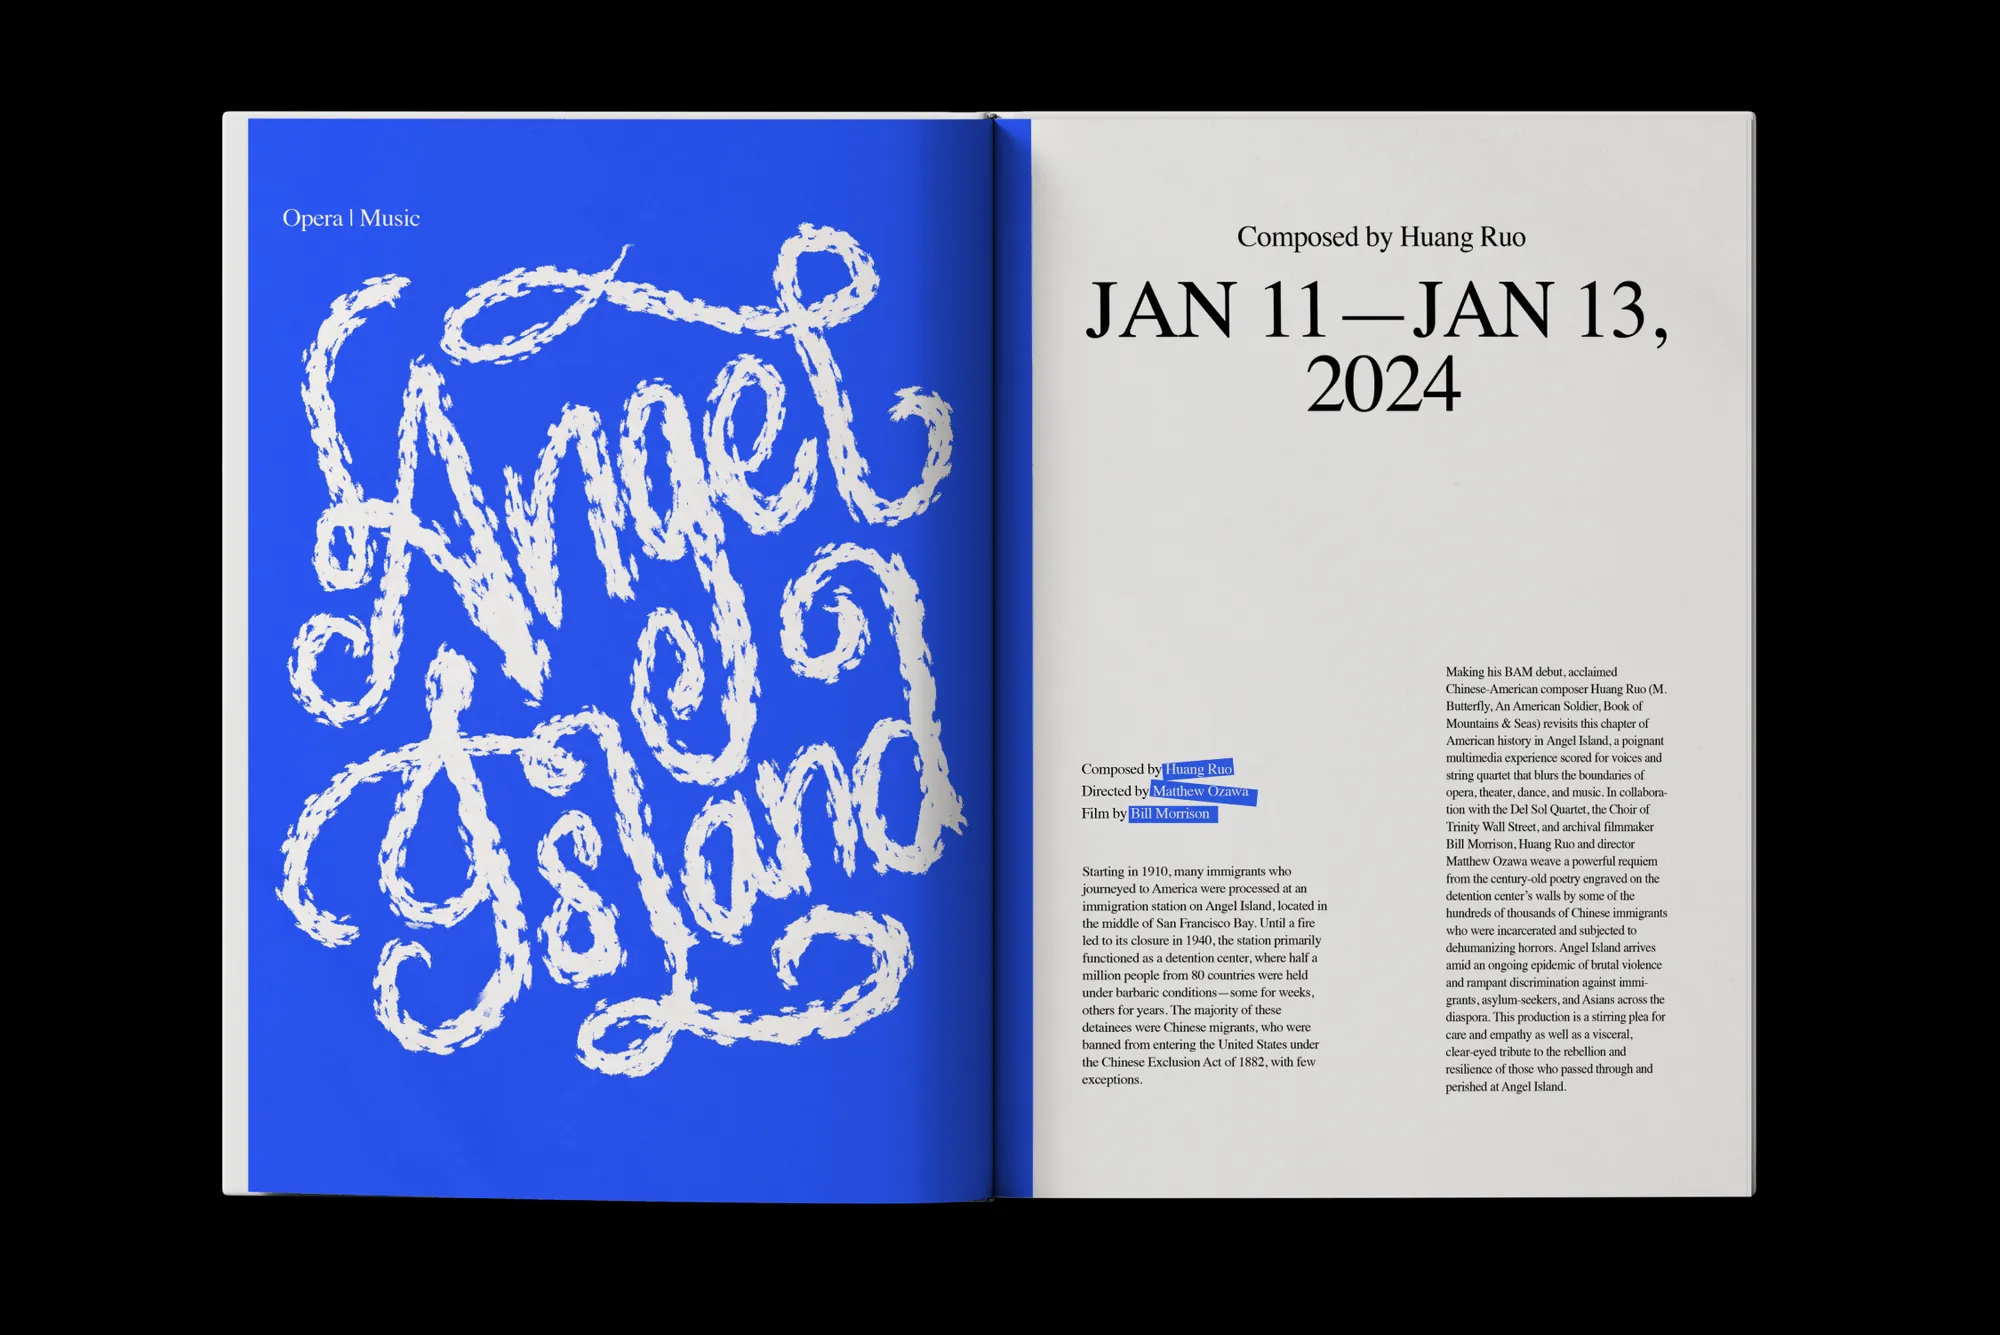 Opera | Music
Angel
Island
Composed by Huang Ruo
JAN 11—JAN 13,
2024
Composed by Huang Ruo
Directed by Matthew Ozawa
Film by Bill Morrison
Starting in 1910, many immigrants who
journeyed to America were processed at an
immigration station on Angel Island, located in
the middle of San Francisco Bay. Until a fire
led to its closure in 1940, the station primarily
functioned as a detention center, where half a
million people from 80 countries were held
under barbaric conditions—some for weeks,
others for years. The majority of these
detainees were Chinese migrants, who were
banned from entering the United States under
the Chinese Exclusion Act of 1882, with few
exceptions.
Making his BAM debut, acclaimed
Chinese-American composer Huang Ruo (M.
Butterfly, An American Soldier, Book of
Mountains & Seas) revisits this chapter of
American history in Angel Island, a poignant
multimedia experience scored for voices and
string quartet that blurs the boundaries of
opera, theater, dance, and music. In collabora-
tion with the Del Sol Quartet, the Choir of
Trinity Wall Street, and archival filmmaker
Bill Morrison, Huang Ruo and director
Matthew Ozawa weave a powerful requiem
from the century-old poetry engraved on the
detention center's walls by some of the
hundreds of thousands of Chinese immigrants
who were incarcerated and subjected to
dehumanizing horrors. Angel Island arrives
amid an ongoing epidemic of brutal violence
and rampant discrimination against immi-
grants, asylum-seekers, and Asians across the
diaspora. This production is a stirring plea for
care and empathy as well as a visceral,
clear-eyed tribute to the rebellion and
resilience of those who passed through and
perished at Angel Island.